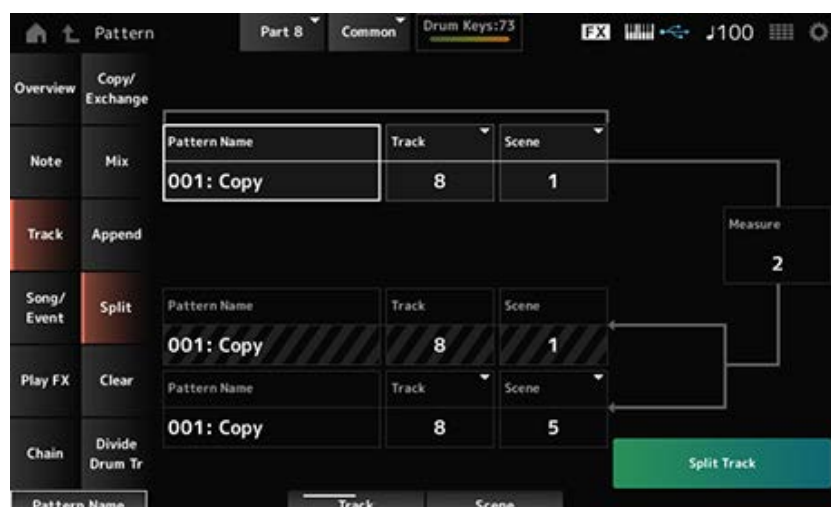 Pattern
Part 8
Common
Drum Keys:73
FX
♩100
Overview
Copy/
Exchange
Note
Mix
Track
Append
Song/
Event
Split
Play FX
Clear
Chain
Divide
Drum Tr
Pattern Name
Track
Scene
001: Copy
8
1
Measure
2
Pattern Name
Track
Scene
001: Copy
8
1
Pattern Name
Track
Scene
001: Copy
8
5
Split Track
Pattern Name
Track
Scene